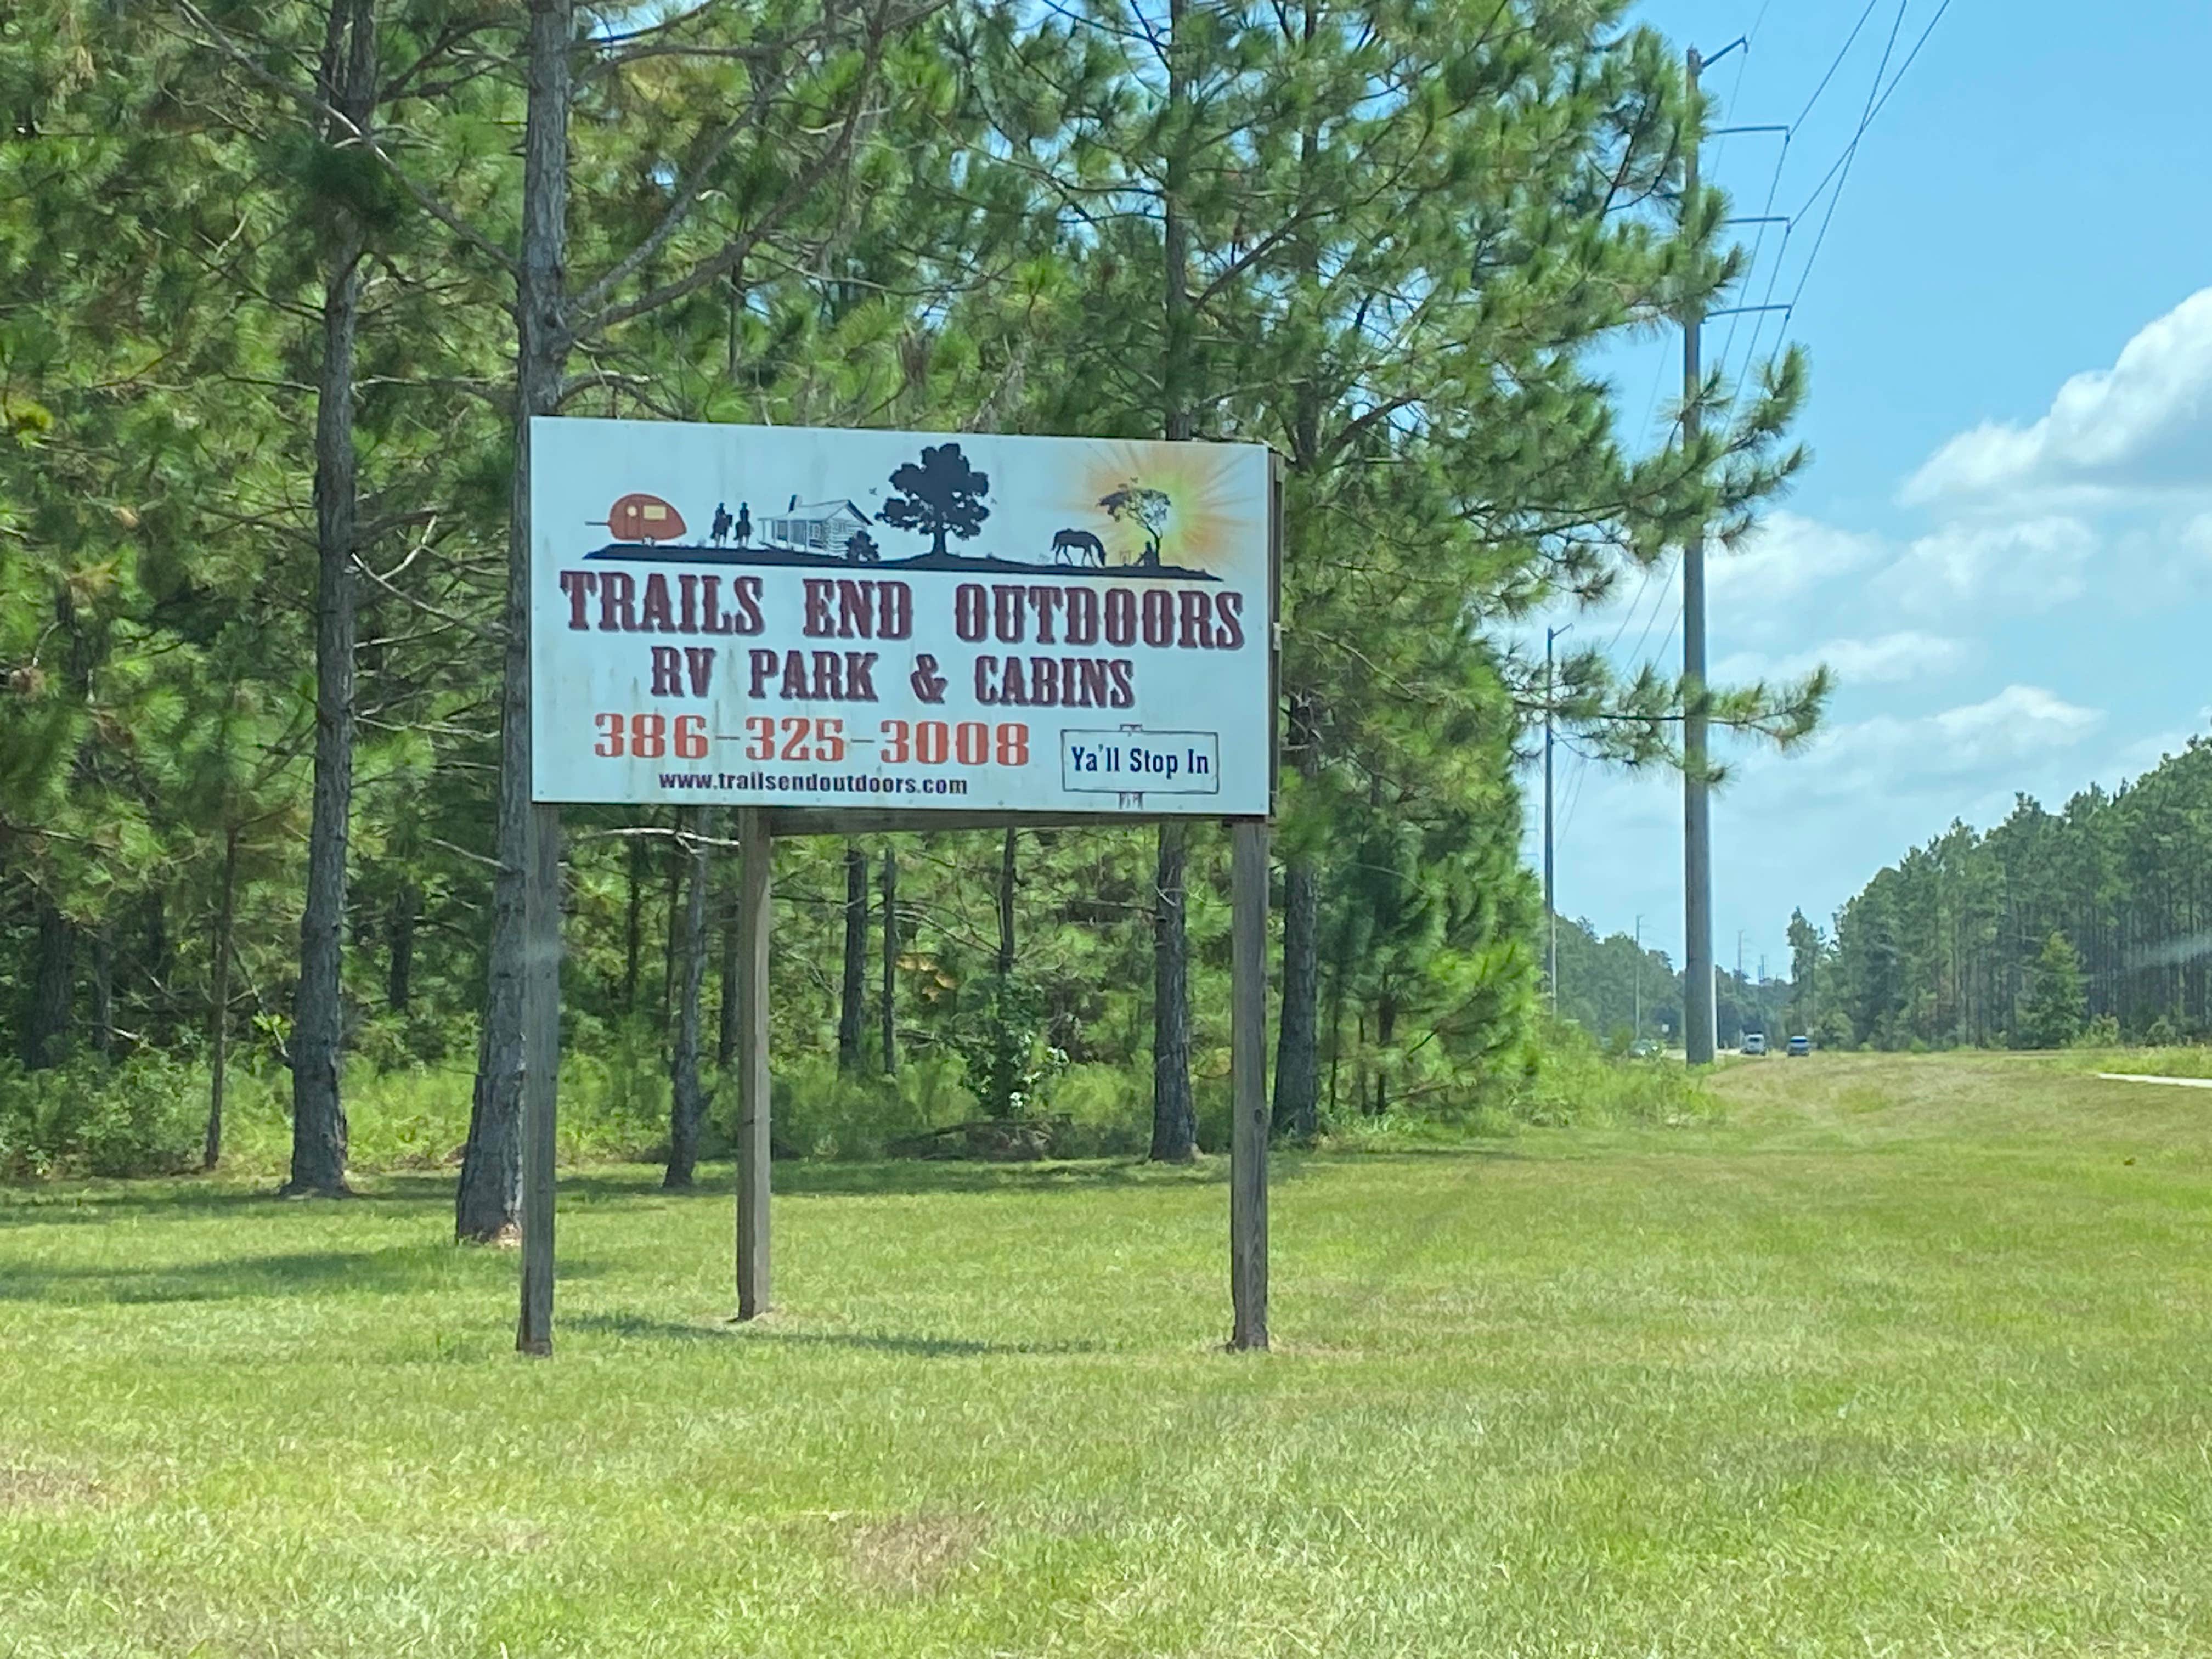 TRAILS END OUTDOORS
RV PARK & CABINS
386-325-3008
www.trailsendoutdoors.com
Ya'll Stop In